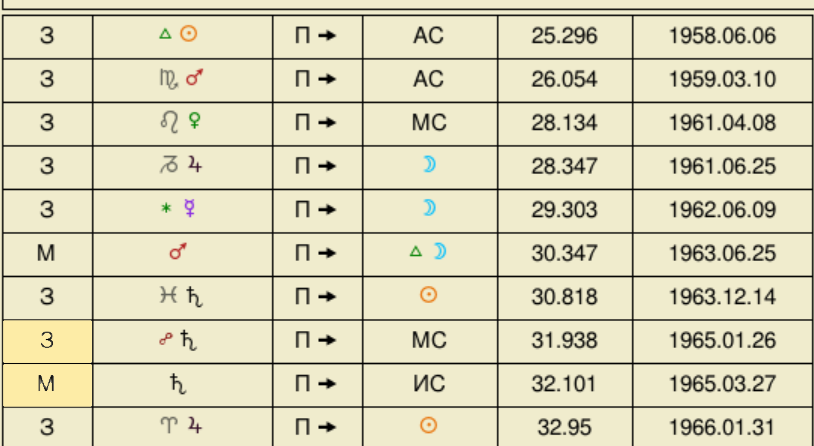 З △ ☉ П → AC 25.296 1958.06.06
З ♏ ♂ П → AC 26.054 1959.03.10
З ♌ ♀ П → MC 28.134 1961.04.08
З ♑ ♃ П → ☽ 28.347 1961.06.25
З ⚹ ☿ П → ☽ 29.303 1962.06.09
М ♂ П → △ ☽ 30.347 1963.06.25
З ♓ ♄ П → ☉ 30.818 1963.12.14
З ☍ ♄ П → MC 31.938 1965.01.26
М ♄ П → ИС 32.101 1965.03.27
З ♈ ♃ П → ☉ 32.95 1966.01.31